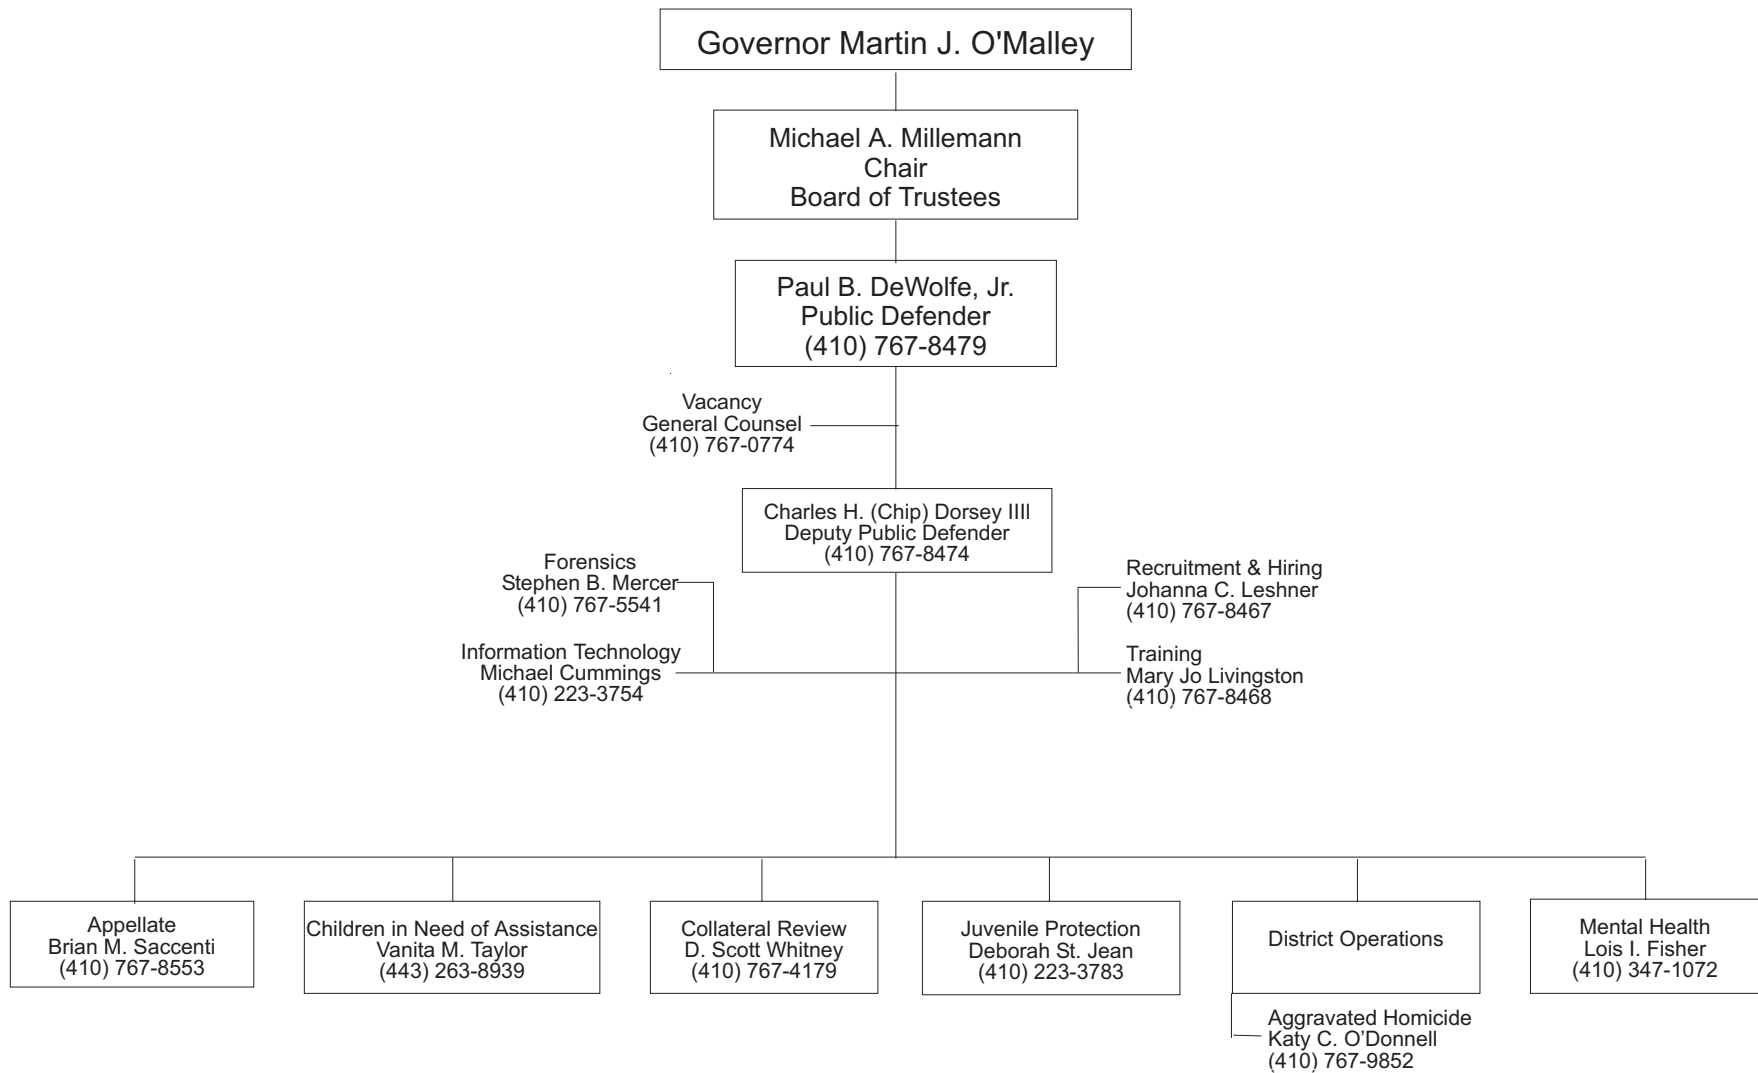 Governor Martin J. O'Malley
Michael A. Millemann
Chair
Board of Trustees
Paul B. DeWolfe, Jr.
Public Defender
(410) 767-8479
Vacancy
General Counsel
(410) 767-0774
Charles H. (Chip) Dorsey IIII
Deputy Public Defender
(410) 767-8474
Forensics
Stephen B. Mercer
(410) 767-5541
Recruitment & Hiring
Johanna C. Leshner
(410) 767-8467
Information Technology
Michael Cummings
(410) 223-3754
Training
Mary Jo Livingston
(410) 767-8468
Appellate
Brian M. Saccenti
(410) 767-8553
Children in Need of Assistance
Vanita M. Taylor
(443) 263-8939
Collateral Review
D. Scott Whitney
(410) 767-4179
Juvenile Protection
Deborah St. Jean
(410) 223-3783
District Operations
Mental Health
Lois I. Fisher
(410) 347-1072
Aggravated Homicide
Katy C. O’Donnell
(410) 767-9852